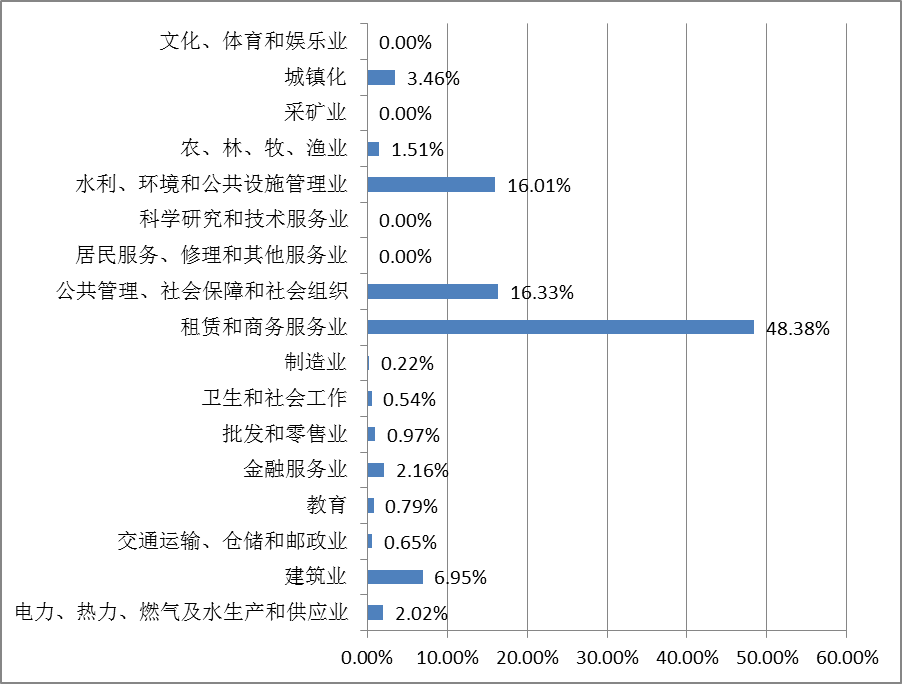 文化、体育和娱乐业 0.00%
城镇化 3.46%
采矿业 0.00%
农、林、牧、渔业 1.51%
水利、环境和公共设施管理业 16.01%
科学研究和技术服务业 0.00%
居民服务、修理和其他服务业 0.00%
公共管理、社会保障和社会组织 16.33%
租赁和商务服务业 48.38%
制造业 0.22%
卫生和社会工作 0.54%
批发和零售业 0.97%
金融服务业 2.16%
教育 0.79%
交通运输、仓储和邮政业 0.65%
建筑业 6.95%
电力、热力、燃气及水生产和供应业 2.02%
0.00% 10.00% 20.00% 30.00% 40.00% 50.00% 60.00%